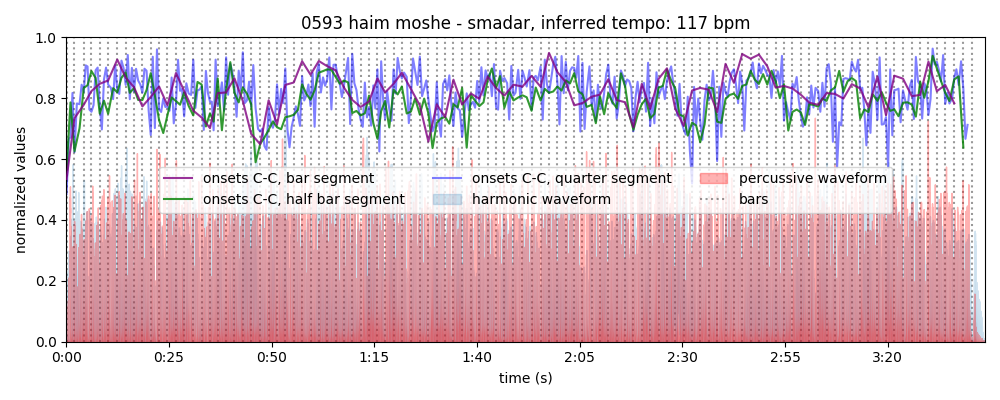 0593 haim moshe - smadar, inferred tempo: 117 bpm
normalized values
1.0
0.8
0.6
0.4
0.2
0.0
onsets C-C, bar segment
onsets C-C, half bar segment
onsets C-C, quarter segment
harmonic waveform
percussive waveform
bars
0:00 0:25 0:50 1:15 1:40 2:05 2:30 2:55 3:20
time (s)